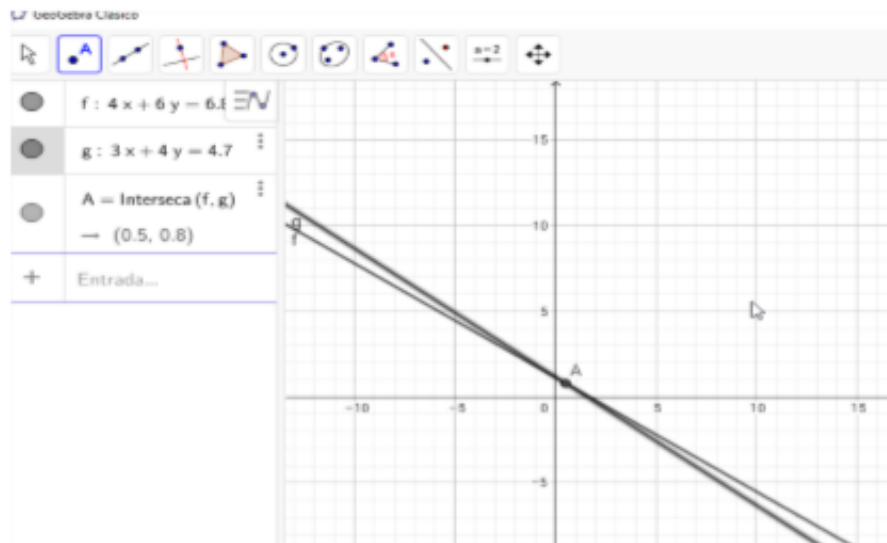 GeoGebra Clásico
A
a=2
f : 4 x + 6 y = 6.8
g : 3 x + 4 y = 4.7
A = Interseca (f, g)
→ (0.5, 0.8)
+ Entrada...
15
10
5
-10 -5 0 5 10 15
-5
g
f
A